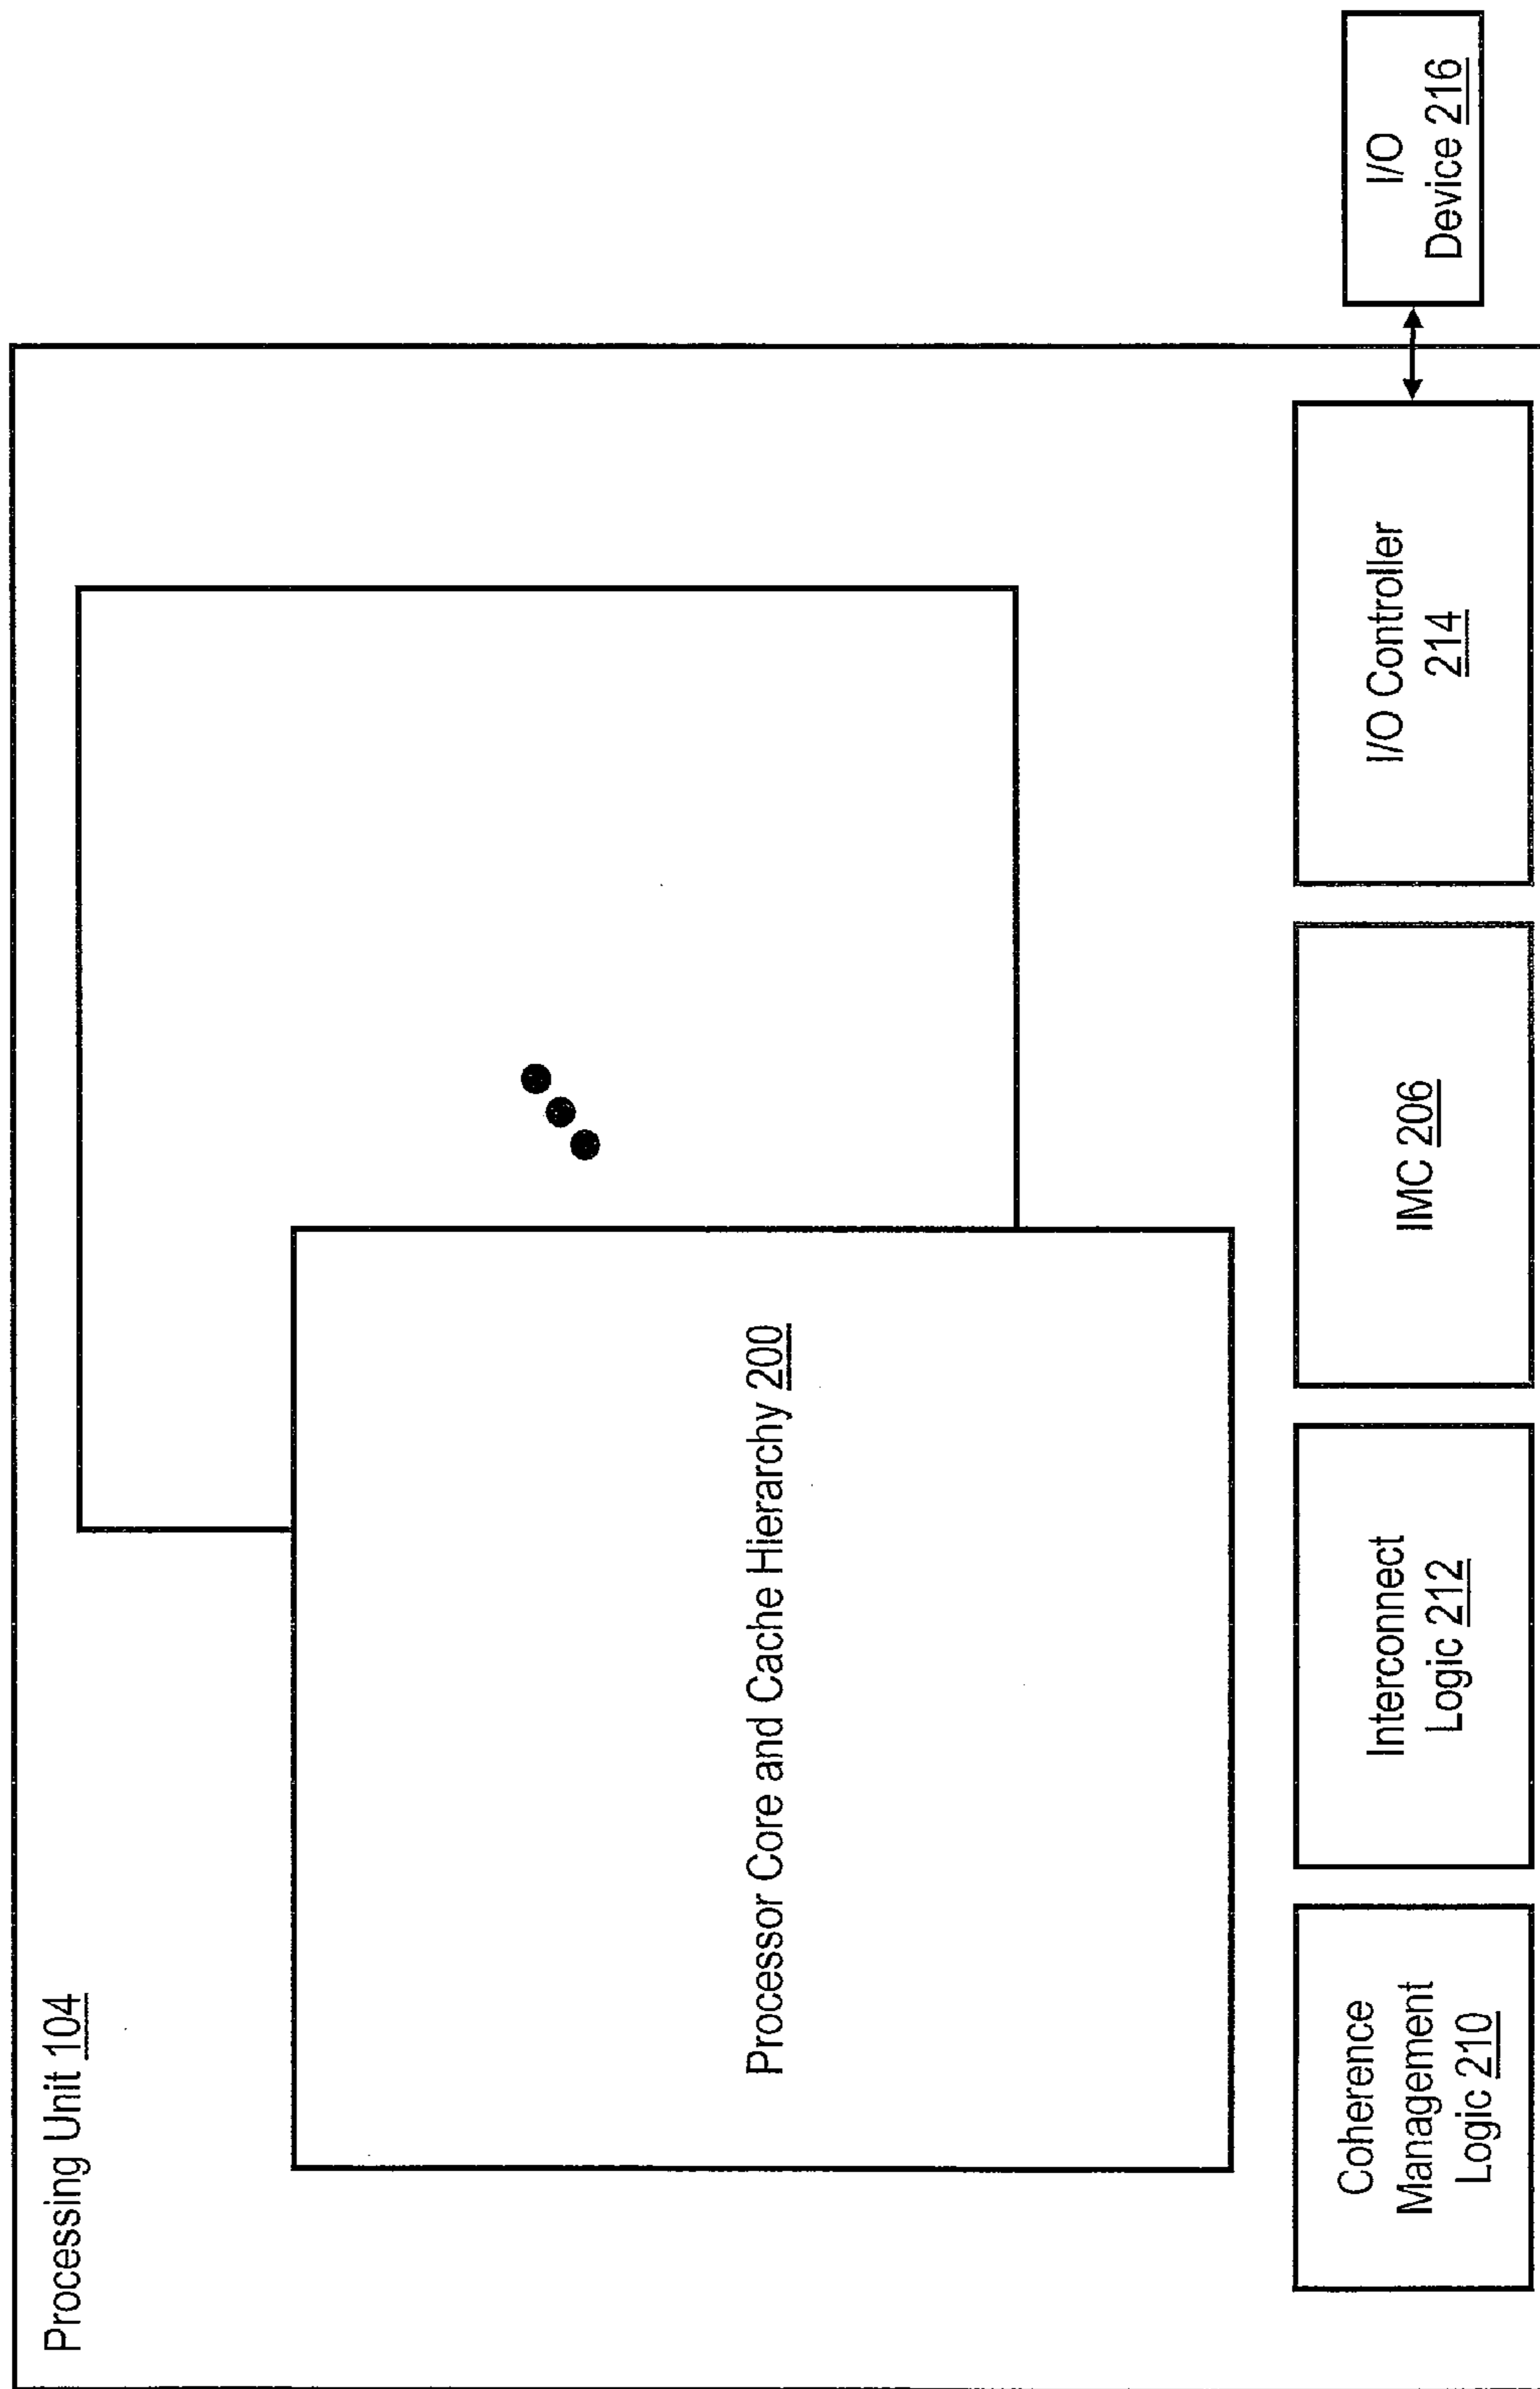 Processing Unit 104
Processor Core and Cache Hierarchy 200
Coherence
Management
Logic 210
Interconnect
Logic 212
IMC 206
I/O Controller
214
I/O
Device 216